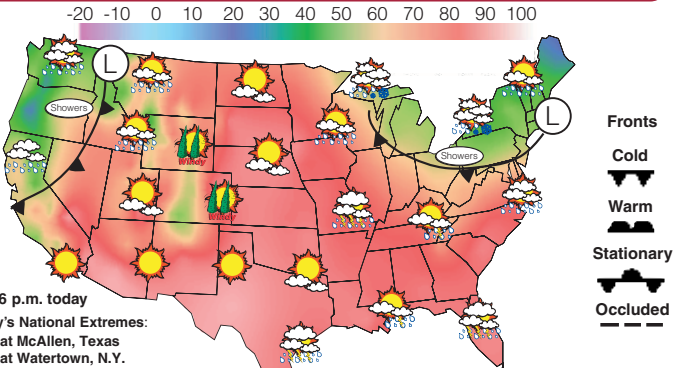 -20 -10 0 10 20 30 40 50 60 70 80 90 100
L
Showers
Windy
Windy
Showers
L
Fronts
Cold
Warm
Stationary
Occluded
6 p.m. today
y's National Extremes:
at McAllen, Texas
at Watertown, N.Y.